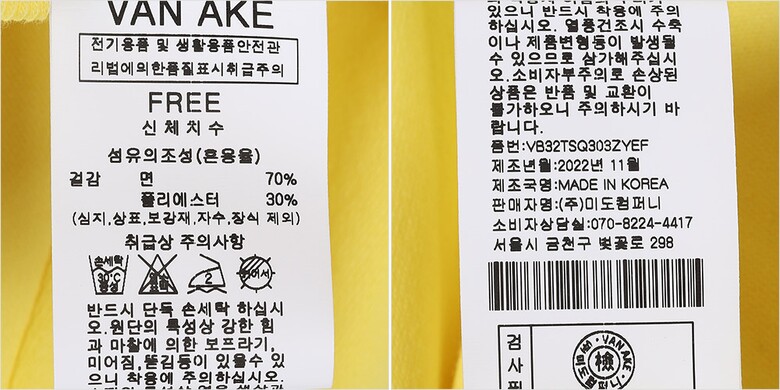 VAN AKE
전기용품 및 생활용품안전관
리법에의한품질표시취급주의
FREE
신체치수
섬유의조성(혼용율)
겉감 면 70%
폴리에스터 30%
(심지,상표,보강재,자수,장식 제외)
취급상 주의사항
손세탁
30°C
중성
2
반드시 단독 손세탁 하십시
오.원단의 특성상 강한 힘
과 마찰에 의한 보프라기,
미어짐,뜯김등이 있을수 있
으니 착용에 주의하십시오.
있으니 반드시 착용에 주의
하십시오. 열풍건조시 수축
이나 제품변형등이 발생될
수 있으므로 삼가해주십시
오.소비자부주의로 손상된
상품은 반품 및 교환이
불가하오니 주의하시기 바
랍니다.
품번:VB32TSQ303ZYEF
제조년월:2022년 11월
제조국명:MADE IN KOREA
판매자명:(주)미도컴퍼니
소비자상담실:070-8224-4417
서울시 금천구 벚꽃로 298
검사필
VAN AKE
檢